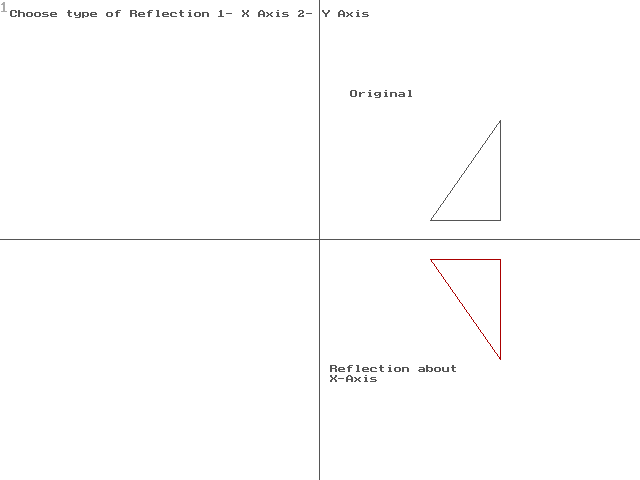 1
Choose type of Reflection 1- X Axis 2- Y Axis
Original
Reflection about
X-Axis